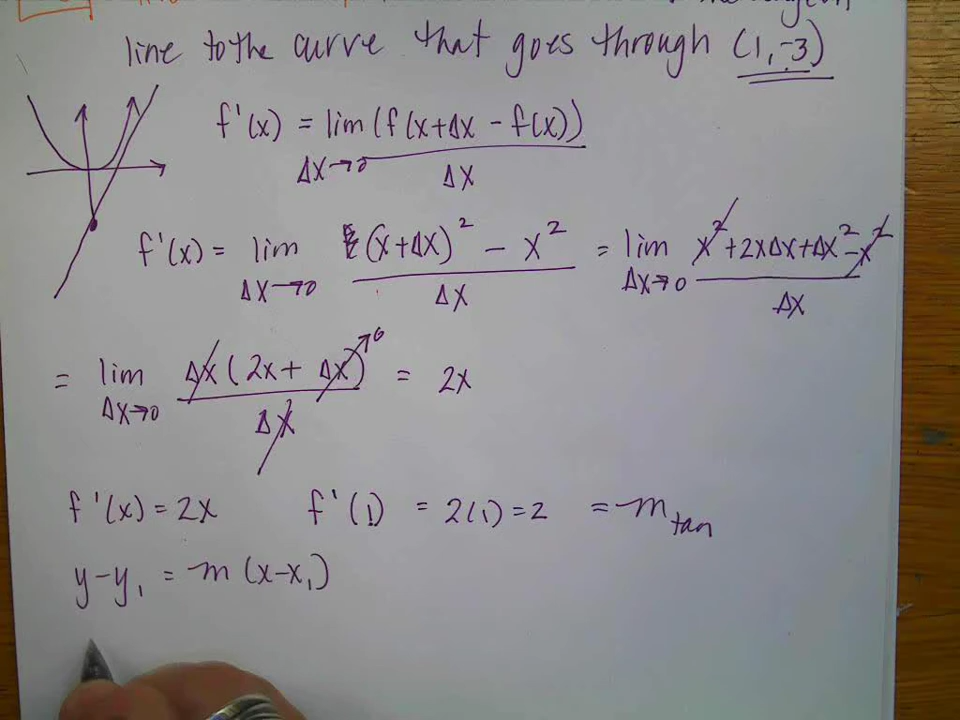 line to the curve that goes through (1, -3)
f'(x) = lim Δx→0 (f(x+Δx - f(x)) / Δx
f'(x) = lim Δx→0 (x+Δx)² - x² / Δx = lim Δx→0 x² + 2xΔx + Δx² - x² / Δx
= lim Δx→0 Δx(2x + Δx) / Δx = 2x
f'(x) = 2x f'(1) = 2(1) = 2 = m tan
y - y₁ = m(x - x₁)